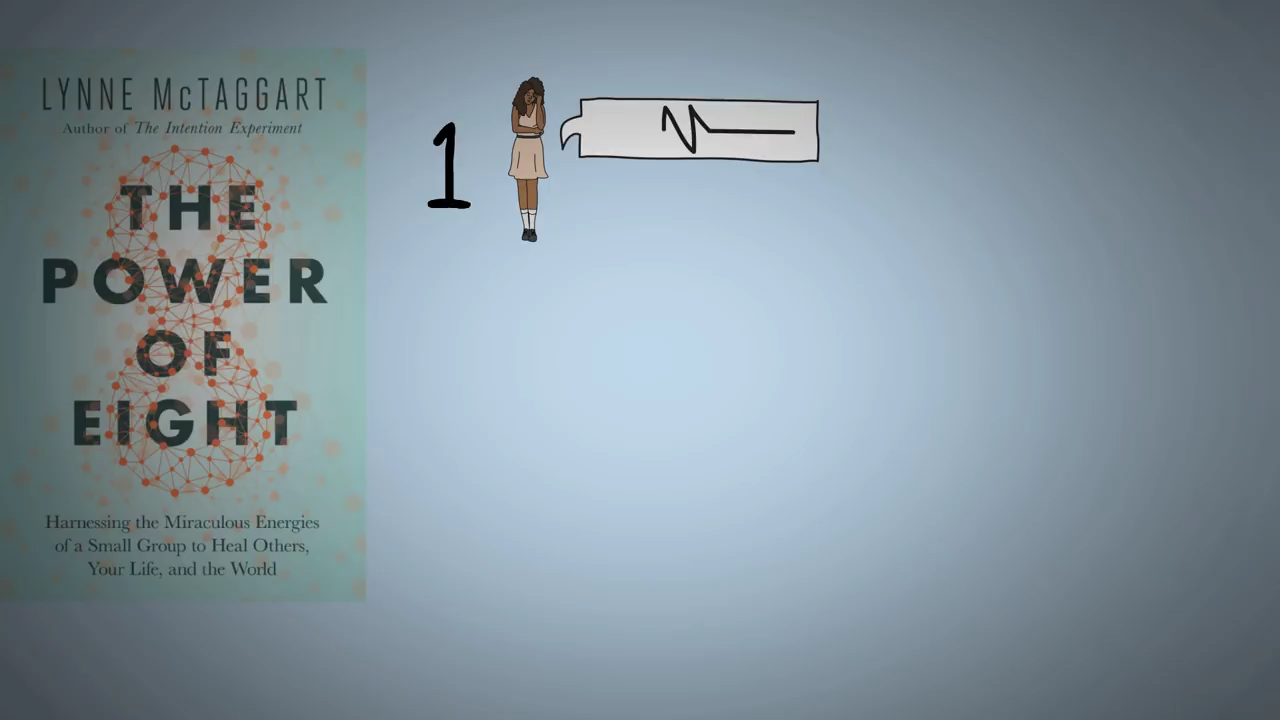 LYNNE McTAGGART
Author of The Intention Experiment
THE
POWER
OF
EIGHT
Harnessing the Miraculous Energies
of a Small Group to Heal Others,
Your Life, and the World
1